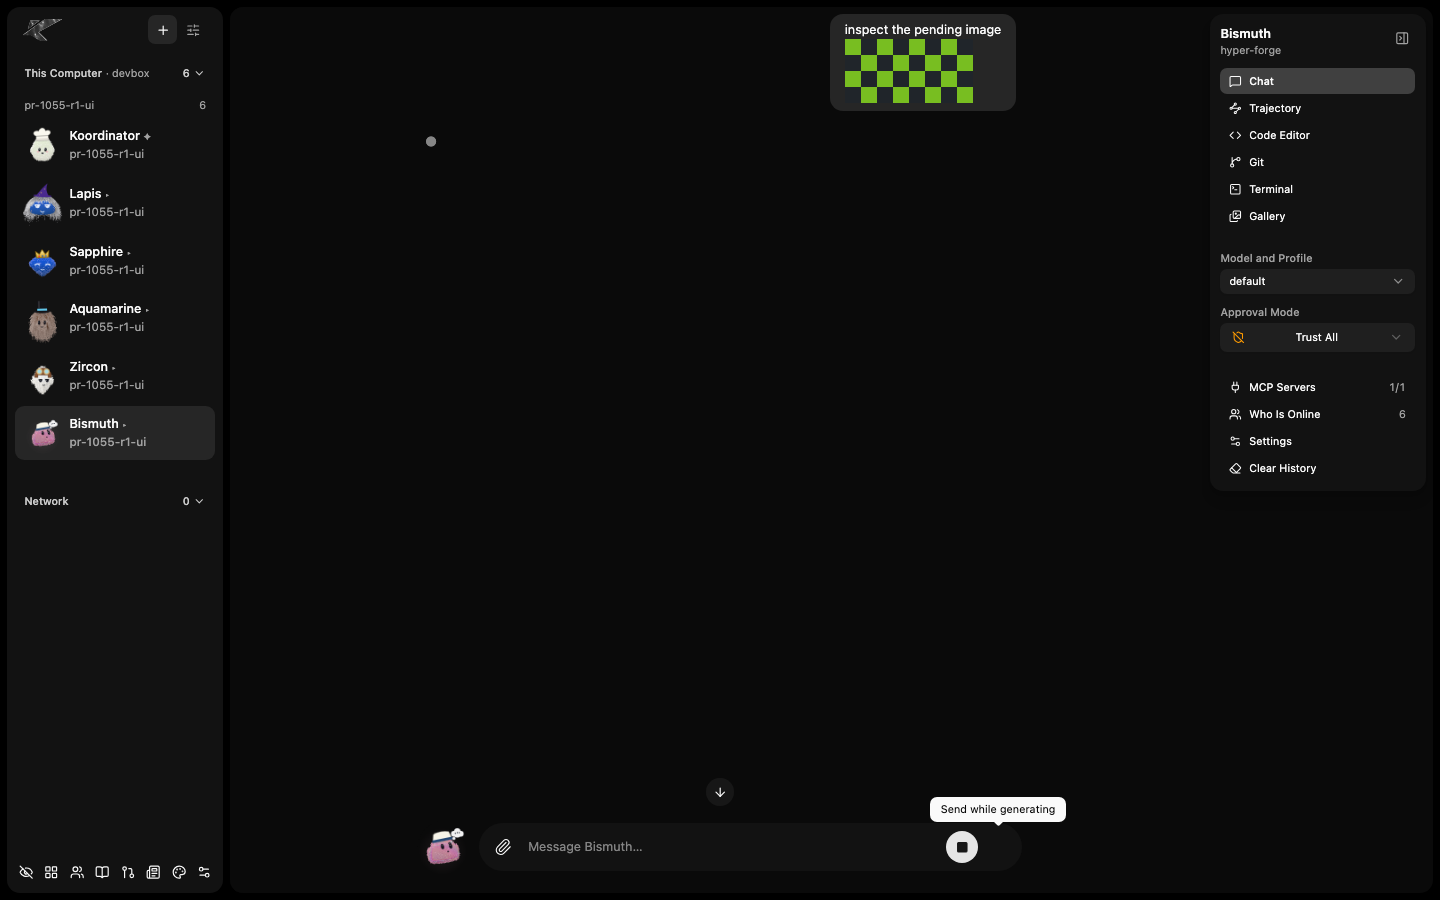 This Computer · devbox 6
pr-1055-r1-ui 6
Koordinator
pr-1055-r1-ui
Lapis
pr-1055-r1-ui
Sapphire
pr-1055-r1-ui
Aquamarine
pr-1055-r1-ui
Zircon
pr-1055-r1-ui
Bismuth
pr-1055-r1-ui
Network 0
inspect the pending image
Send while generating
Message Bismuth...
Bismuth
hyper-forge
Chat
Trajectory
Code Editor
Git
Terminal
Gallery
Model and Profile
default
Approval Mode
Trust All
MCP Servers 1/1
Who Is Online 6
Settings
Clear History